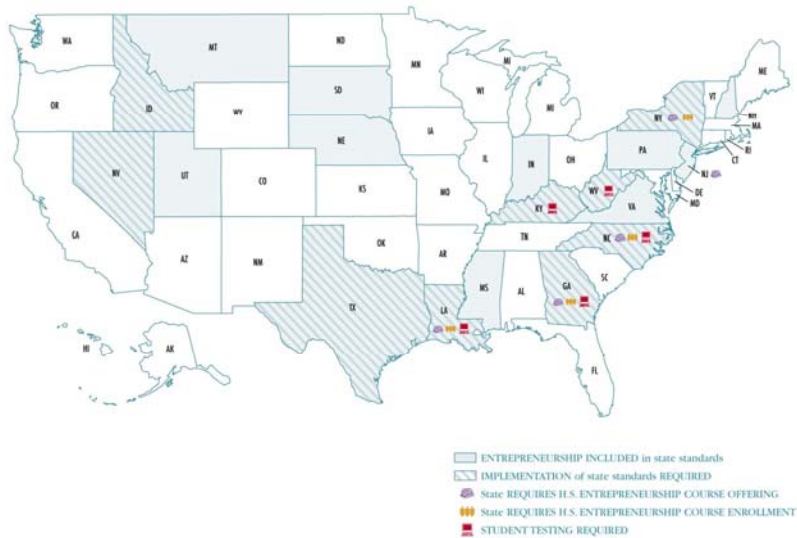 WA
MT
ND
MN
MI
ME
VT
NH
OR
ID
SD
WI
MI
NY
MA
WY
RI
CT
IA
NE
PA
NJ
NV
UT
IL
IN
OH
DE
MD
CO
WV
VA
KS
MO
KY
CA
NC
TN
OK
AZ
NM
AR
SC
MS
AL
GA
TX
LA
HI
AK
FL
ENTREPRENEURSHIP INCLUDED in state standards
IMPLEMENTATION of state standards REQUIRED
State REQUIRES H.S. ENTREPRENEURSHIP COURSE OFFERING
State REQUIRES H.S. ENTREPRENEURSHIP COURSE ENROLLMENT
STUDENT TESTING REQUIRED